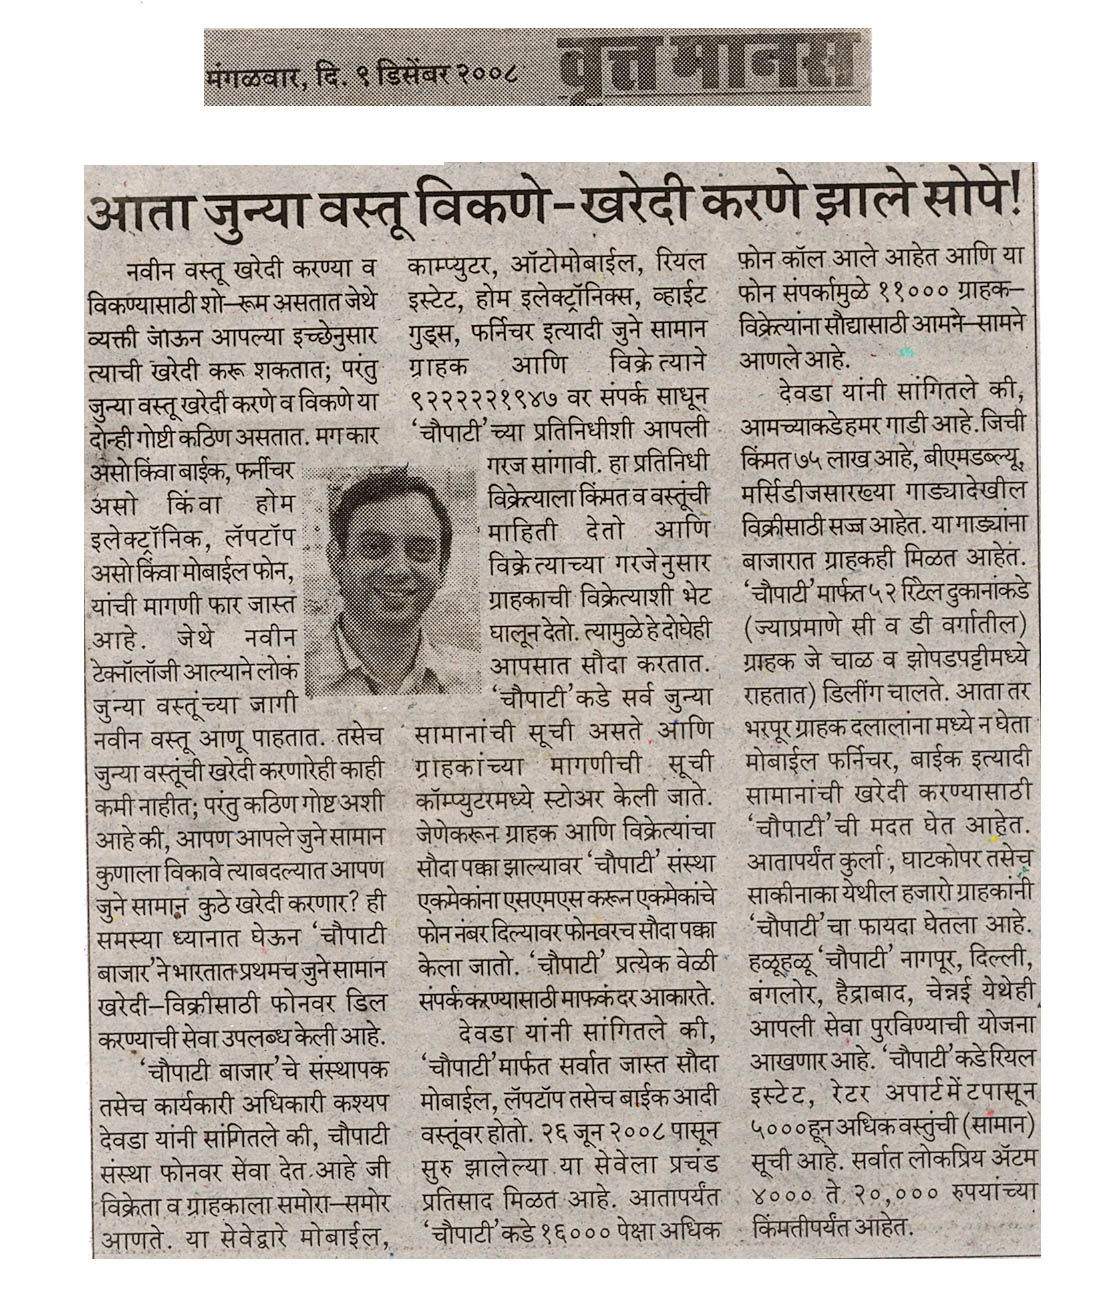 मंगळवार, दि. ९ डिसेंबर २००८
वृत्त मानस
आता जुन्या वस्तू विकणे-खरेदी करणे झाले सोपे!
नवीन वस्तू खरेदी करण्या व
विकण्यासाठी शो-रूम असतात जेथे
व्यक्ती जाऊन आपल्या इच्छेनुसार
त्याची खरेदी करू शकतात; परंतु
जुन्या वस्तू खरेदी करणे व विकणे या
दोन्ही गोष्टी कठिण असतात. मग कार
असो किंवा बाईक, फर्नीचर
असो किंवा होम
इलेक्ट्रॉनिक, लॅपटॉप
असो किंवा मोबाईल फोन,
यांची मागणी फार जास्त
आहे. जेथे नवीन
टेक्नॉलॉजी आल्याने लोकं
जुन्या वस्तूंच्या जागी
नवीन वस्तू आणू पाहतात. तसेच
जुन्या वस्तूंची खरेदी करणारेही काही
कमी नाहीत; परंतु कठिण गोष्ट अशी
आहे की, आपण आपले जुने सामान
कुणाला विकावे त्याबदल्यात आपण
जुने सामान कुठे खरेदी करणार? ही
समस्या ध्यानात घेऊन 'चौपाटी
बाजार'ने भारतात प्रथमच जुने सामान
खरेदी-विक्रीसाठी फोनवर डिल
करण्याची सेवा उपलब्ध केली आहे.
'चौपाटी बाजार'चे संस्थापक
तसेच कार्यकारी अधिकारी कश्यप
देवडा यांनी सांगितले की, चौपाटी
संस्था फोनवर सेवा देत आहे जी
विक्रेता व ग्राहकाला समोरा-समोर
आणते. या सेवेद्वारे मोबाईल,
काम्प्युटर, ऑटोमोबाईल, रियल
इस्टेट, होम इलेक्ट्रॉनिक्स, व्हाईट
गुड्स, फर्निचर इत्यादी जुने सामान
ग्राहक आणि विक्रेत्याने
९२२२२२१९४७ वर संपर्क साधून
'चौपाटी'च्या प्रतिनिधीशी आपली
गरज सांगावी. हा प्रतिनिधी
विक्रेत्याला किंमत व वस्तूंची
माहिती देतो आणि
विक्रेत्याच्या गरजेनुसार
ग्राहकाची विक्रेत्याशी भेट
घालून देतो. त्यामुळे हे दोघेही
आपसात सौदा करतात.
'चौपाटी'कडे सर्व जुन्या
सामानांची सूची असते आणि
ग्राहकांच्या मागणीची सूची
कॉम्प्युटरमध्ये स्टोअर केली जाते.
जेणेकरून ग्राहक आणि विक्रेत्यांचा
सौदा पक्का झाल्यावर 'चौपाटी' संस्था
एकमेकांना एसएमएस करून एकमेकांचे
फोन नंबर दिल्यावर फोनवरच सौदा पक्का
केला जातो. 'चौपाटी' प्रत्येक वेळी
संपर्क करण्यासाठी माफक दर आकारते.
देवडा यांनी सांगितले की,
'चौपाटी'मार्फत सर्वात जास्त सौदा
मोबाईल, लॅपटॉप तसेच बाईक आदी
वस्तूंवर होतो. २६ जून २००८ पासून
सुरु झालेल्या या सेवेला प्रचंड
प्रतिसाद मिळत आहे. आतापर्यंत
'चौपाटी'कडे १६००० पेक्षा अधिक
फोन कॉल आले आहेत आणि या
फोन संपर्कामुळे ११००० ग्राहक-
विक्रेत्यांना सौद्यासाठी आमने-सामने
आणले आहे.
देवडा यांनी सांगितले की,
आमच्याकडे हमर गाडी आहे. जिची
किंमत ७५ लाख आहे, बीएमडब्ल्यू,
मर्सिडीजसारख्या गाड्यादेखील
विक्रीसाठी सज्ज आहेत. या गाड्यांना
बाजारात ग्राहकही मिळत आहेत.
'चौपाटी'मार्फत ५२ रिटेल दुकानांकडे
(ज्याप्रमाणे सी व डी वर्गातील)
ग्राहक जे चाळ व झोपडपट्टीमध्ये
राहतात) डिलींग चालते. आता तर
भरपूर ग्राहक दलालांना मध्ये न घेता
मोबाईल फर्निचर, बाईक इत्यादी
सामानांची खरेदी करण्यासाठी
'चौपाटी'ची मदत घेत आहेत.
आतापर्यंत कुर्ला, घाटकोपर तसेच
साकीनाका येथील हजारो ग्राहकांनी
'चौपाटी'चा फायदा घेतला आहे.
हळूहळू 'चौपाटी' नागपूर, दिल्ली,
बंगलोर, हैद्राबाद, चेन्नई येथेही
आपली सेवा पुरविण्याची योजना
आखणार आहे. 'चौपाटी'कडे रियल
इस्टेट, रेटर अपार्टमेंटपासून
५०००हून अधिक वस्तुंची (सामान)
सूची आहे. सर्वात लोकप्रिय ॲटम
४००० ते २०,००० रुपयांच्या
किंमतीपर्यंत आहेत.